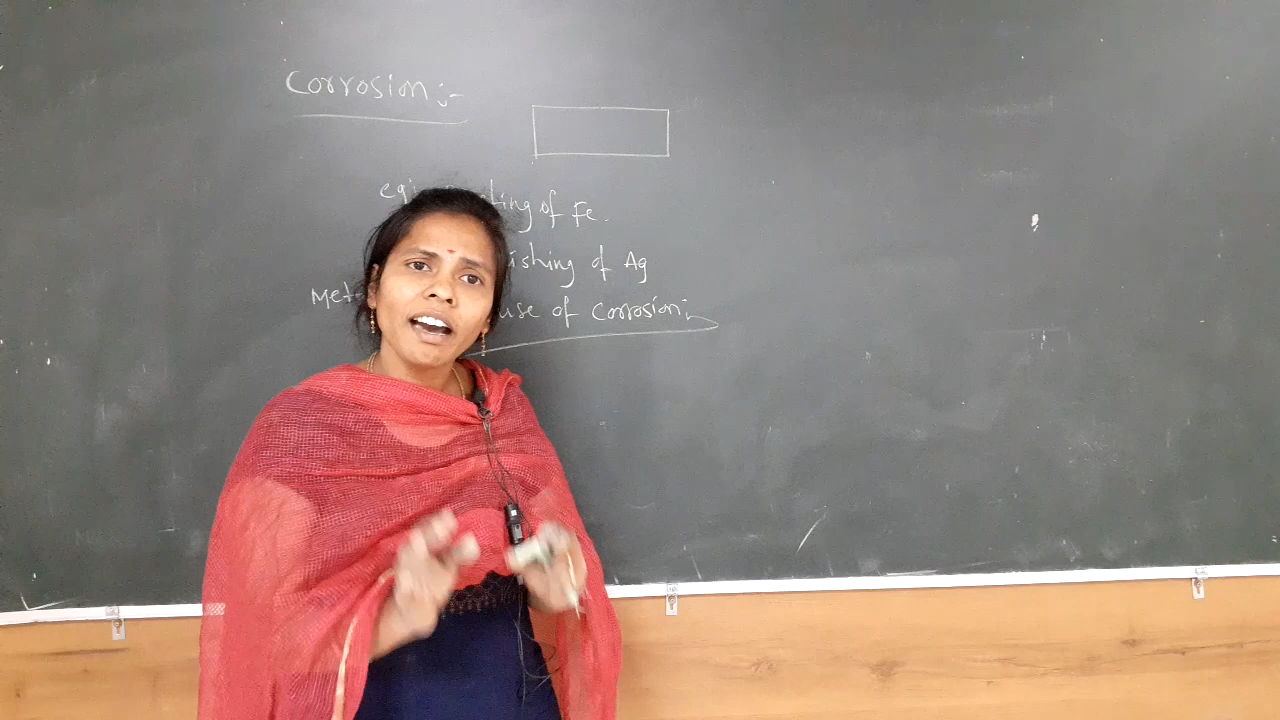 Corrosion:-
eg: ting of Fe.
ishing of Ag
Met use of Corrosion: